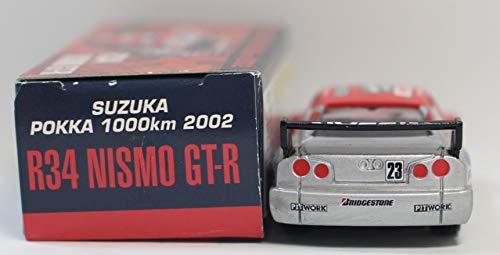 SUZUKA
POKKA 1000km 2002
R34 NISMO GT-R
23
BRIDGESTONE
PITWORK
PITWORK